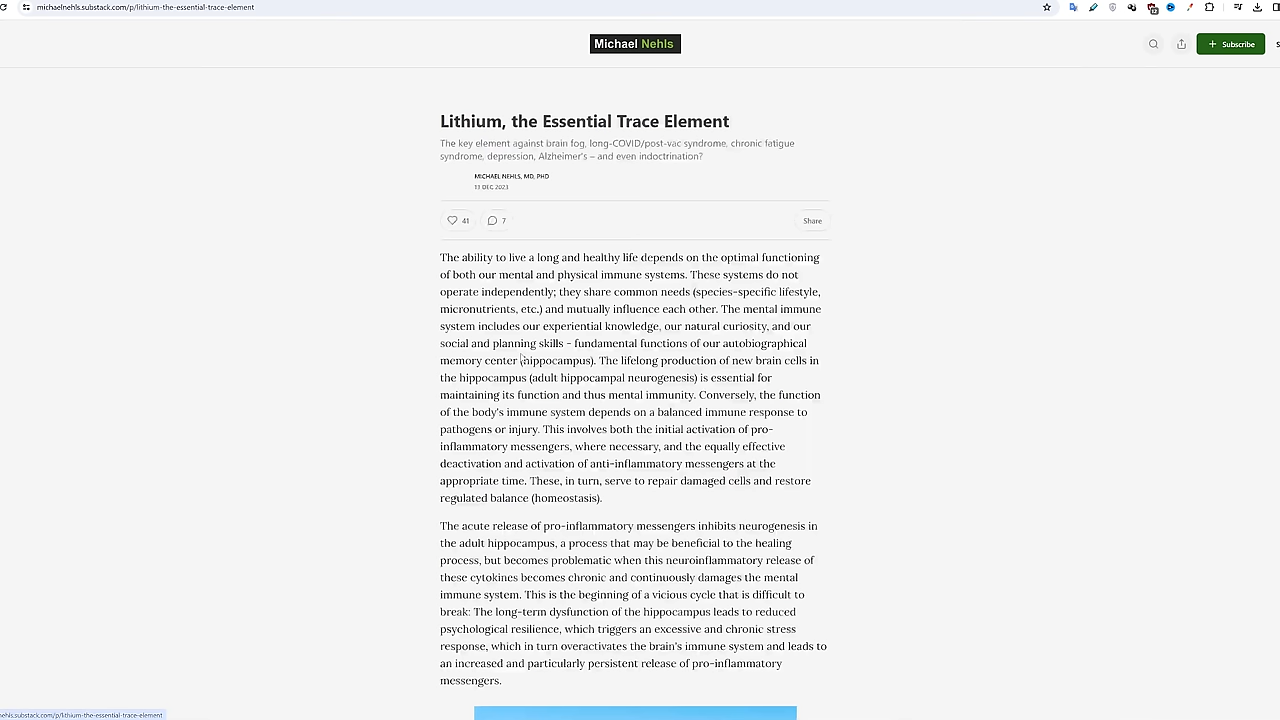 michaelnehls.substack.com/p/lithium-the-essential-trace-element
Michael Nehls
Subscribe
S
Lithium, the Essential Trace Element
The key element against brain fog, long-COVID/post-vac syndrome, chronic fatigue
syndrome, depression, Alzheimer's – and even indoctrination?
MICHAEL NEHLS, MD, PHD
13 DEC 2023
41
7
Share
The ability to live a long and healthy life depends on the optimal functioning
of both our mental and physical immune systems. These systems do not
operate independently; they share common needs (species-specific lifestyle,
micronutrients, etc.) and mutually influence each other. The mental immune
system includes our experiential knowledge, our natural curiosity, and our
social and planning skills - fundamental functions of our autobiographical
memory center (hippocampus). The lifelong production of new brain cells in
the hippocampus (adult hippocampal neurogenesis) is essential for
maintaining its function and thus mental immunity. Conversely, the function
of the body's immune system depends on a balanced immune response to
pathogens or injury. This involves both the initial activation of pro-
inflammatory messengers, where necessary, and the equally effective
deactivation and activation of anti-inflammatory messengers at the
appropriate time. These, in turn, serve to repair damaged cells and restore
regulated balance (homeostasis).
The acute release of pro-inflammatory messengers inhibits neurogenesis in
the adult hippocampus, a process that may be beneficial to the healing
process, but becomes problematic when this neuroinflammatory release of
these cytokines becomes chronic and continuously damages the mental
immune system. This is the beginning of a vicious cycle that is difficult to
break: The long-term dysfunction of the hippocampus leads to reduced
psychological resilience, which triggers an excessive and chronic stress
response, which in turn overactivates the brain's immune system and leads to
an increased and particularly persistent release of pro-inflammatory
messengers.
nehls.substack.com/p/lithium-the-essential-trace-element